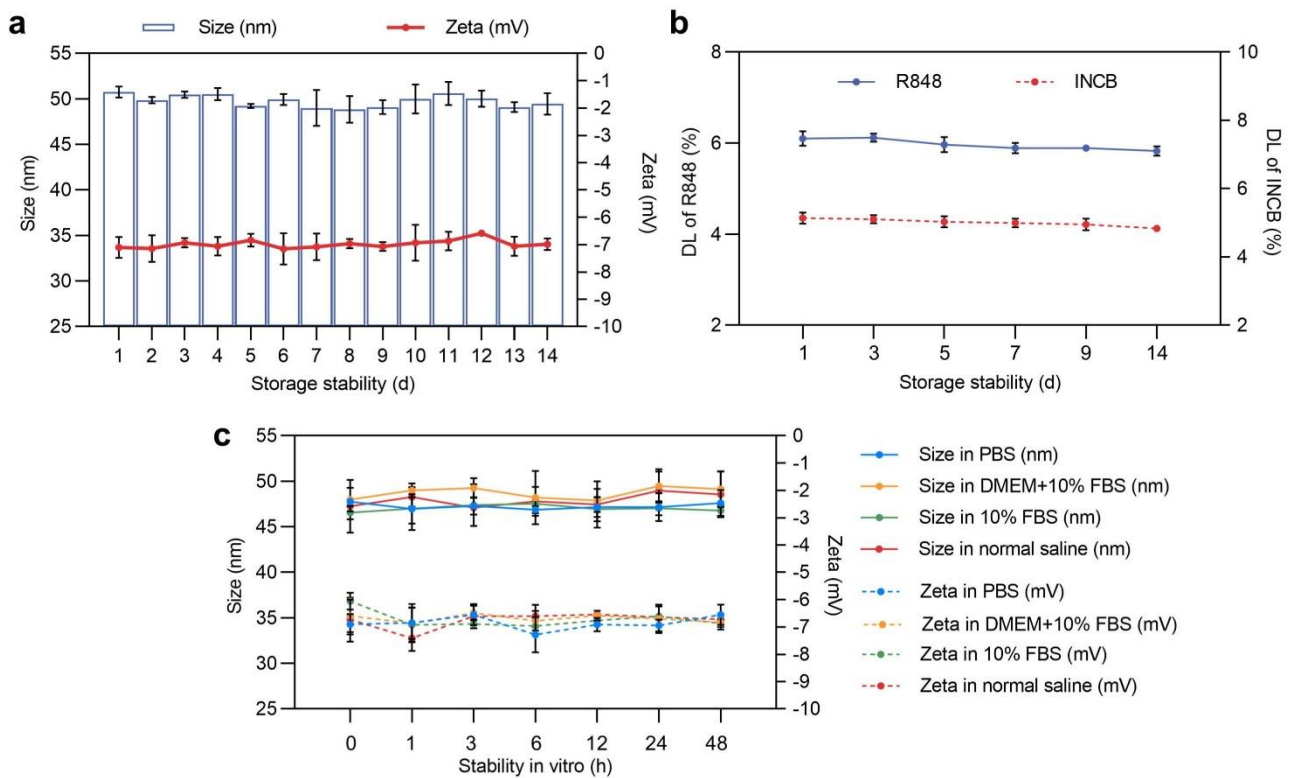 a
Size (nm)
Zeta (mV)
55
50
45
40
35
30
25
Size (nm)
0
-1
-2
-3
-4
-5
-6
-7
-8
-9
-10
Zeta (mV)
1 2 3 4 5 6 7 8 9 10 11 12 13 14
Storage stability (d)
b
R848
INCB
8
6
4
2
DL of R848 (%)
10
8
6
4
2
DL of INCB
(%)
1 3 5 7 9 14
Storage stability (d)
c
55
50
45
40
35
30
25
Size (nm)
0
-1
-2
-3
-4
-5
-6
-7
-8
-9
-10
Zeta (mV)
0 1 3 6 12 24 48
Stability in vitro (h)
Size in PBS (nm)
Size in DMEM+10% FBS (nm)
Size in 10% FBS (nm)
Size in normal saline (nm)
Zeta in PBS (mV)
Zeta in DMEM+10% FBS (mV)
Zeta in 10% FBS (mV)
Zeta in normal saline (mV)